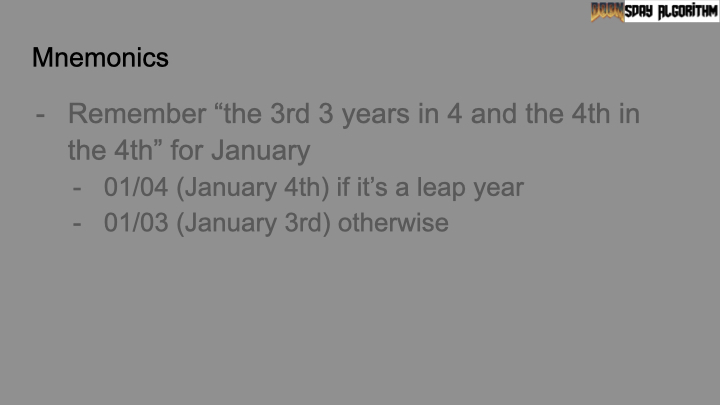 DOOMSDAY ALGORITHM
Mnemonics
- Remember “the 3rd 3 years in 4 and the 4th in
the 4th” for January
- 01/04 (January 4th) if it’s a leap year
- 01/03 (January 3rd) otherwise